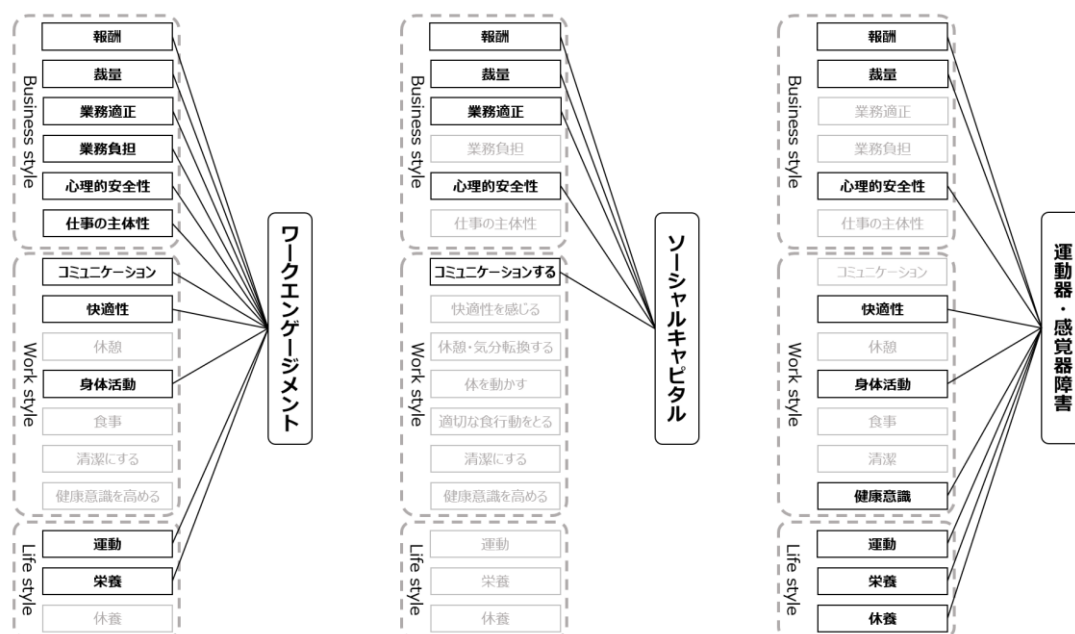 Business style
報酬
裁量
業務適正
業務負担
心理的安全性
仕事の主体性
Work style
コミュニケーション
快適性
休憩
身体活動
食事
清潔にする
健康意識を高める
Life style
運動
栄養
休養
ワークエンゲージメント
Business style
報酬
裁量
業務適正
業務負担
心理的安全性
仕事の主体性
Work style
コミュニケーションする
快適性を感じる
休憩・気分転換する
体を動かす
適切な食行動をとる
清潔にする
健康意識を高める
Life style
運動
栄養
休養
ソーシャルキャピタル
Business style
報酬
裁量
業務適正
業務負担
心理的安全性
仕事の主体性
Work style
コミュニケーション
快適性
休憩
身体活動
食事
清潔
健康意識
Life style
運動
栄養
休養
運動器・感覚器障害